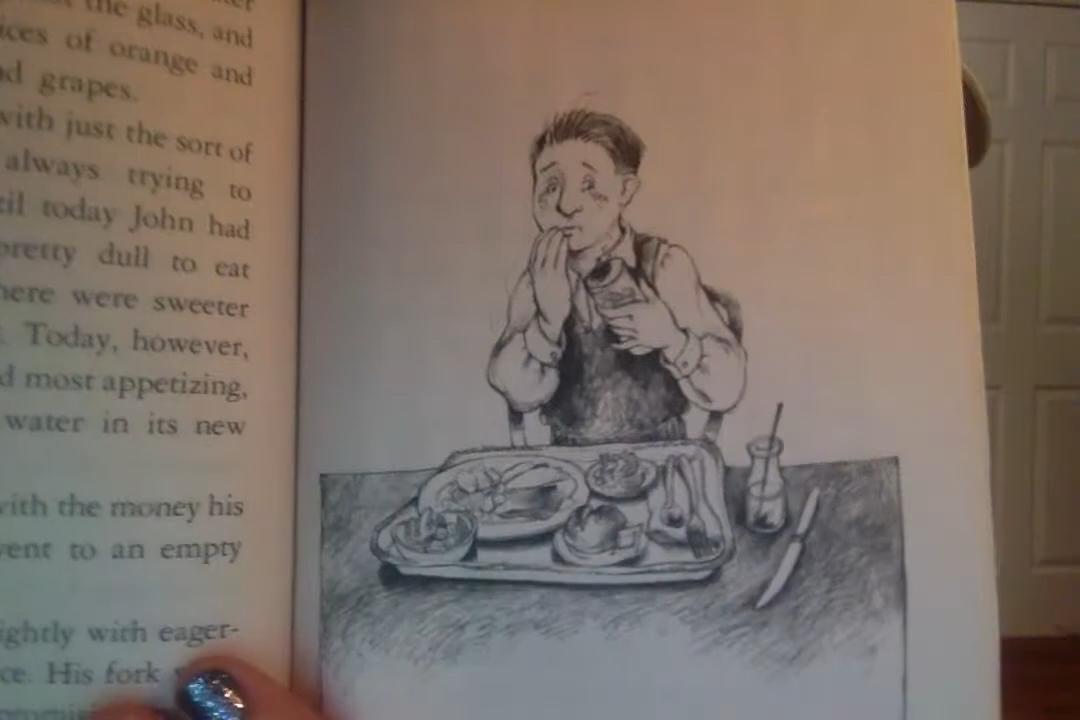 the glass, and
ices of orange and
nd grapes.
with just the sort of
always trying to
til today John had
pretty dull to eat
here were sweeter
. Today, however,
d most appetizing,
water in its new
with the money his
vent to an empty
ightly with eager-
ce. His fork